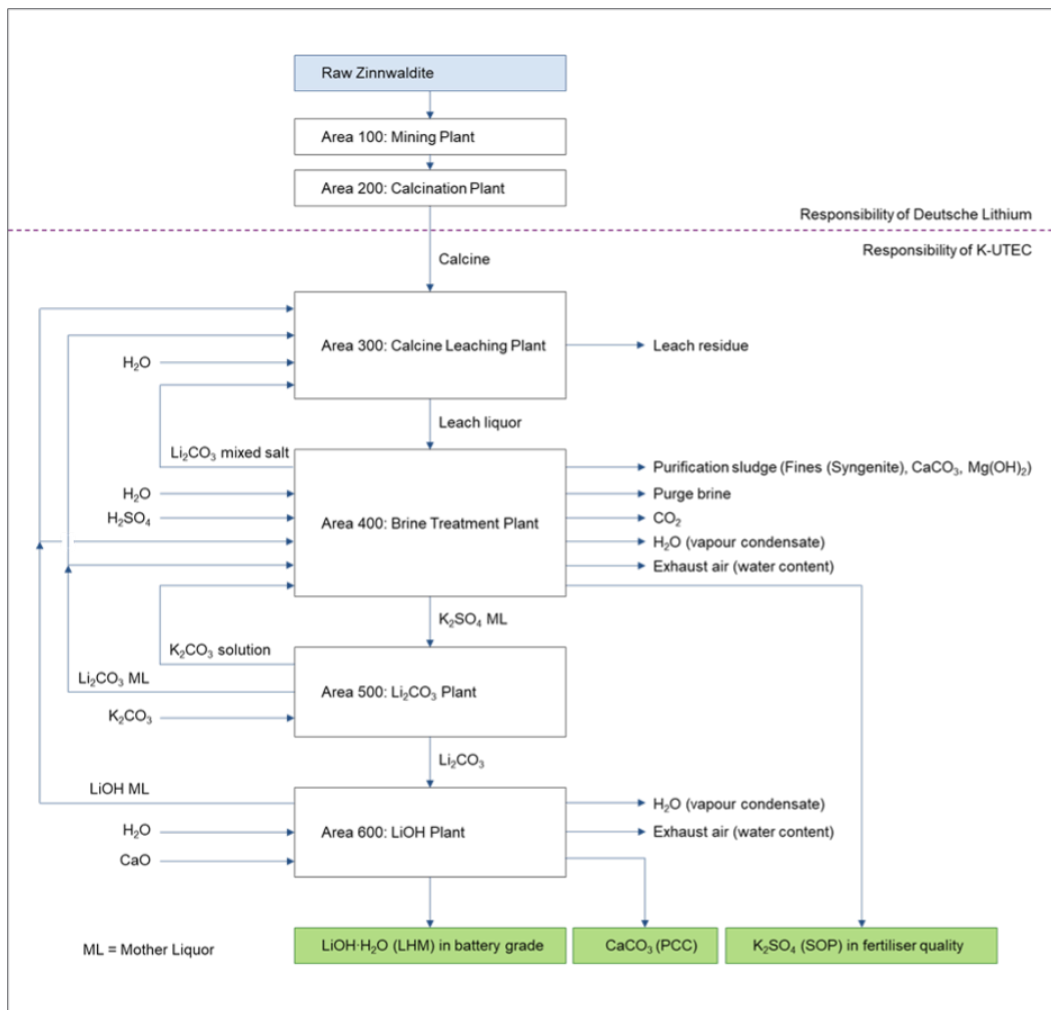 Raw Zinnwaldite
Area 100: Mining Plant
Area 200: Calcination Plant
Responsibility of Deutsche Lithium
Responsibility of K-UTEC
Calcine
Area 300: Calcine Leaching Plant
Leach residue
H₂O
Leach liquor
Li₂CO₃ mixed salt
Purification sludge (Fines (Syngenite), CaCO₃, Mg(OH)₂)
H₂O
Purge brine
H₂SO₄
Area 400: Brine Treatment Plant
CO₂
H₂O (vapour condensate)
Exhaust air (water content)
K₂SO₄ ML
K₂CO₃ solution
Li₂CO₃ ML
Area 500: Li₂CO₃ Plant
K₂CO₃
Li₂CO₃
LiOH ML
H₂O (vapour condensate)
H₂O
Area 600: LiOH Plant
Exhaust air (water content)
CaO
ML = Mother Liquor
LiOH·H₂O (LHM) in battery grade
CaCO₃ (PCC)
K₂SO₄ (SOP) in fertiliser quality